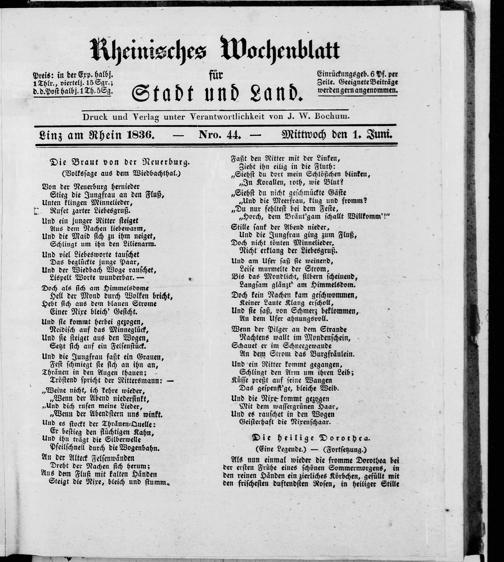 Rheinisches Wochenblatt
für
Stadt und Land.
Preis: in der Exp. halbj.
1 Thlr., viertelj. 15 Sgr.;
d. d. Post halbj. 1 Th. 5 Sg.
Einrückungsgeb. 6 Pf. per
Zeile. Geeignete Beiträge
werden gern angenommen.
Druck und Verlag unter Verantwortlichkeit von J. W. Bochum.
Linz am Rhein 1836. — Nro. 44. — Mittwoch den 1. Juni.
Die Braut von der Neuerburg.
(Volkssage aus dem Wiedbachthal.)
Von der Neuerburg hernieder
Stieg die Jungfrau an den Fluß,
Unten klingen Minnelieder,
Rufet zarter Liebesgruß.
Und ein junger Ritter steiget
Aus dem Nachen liebewarm,
Und die Maid sich zu ihm neiget,
Schlingt um ihn den Lilienarm.
Und viel Liebesworte tauschet
Das beglückte junge Paar,
Und der Wiedbach Woge rauschet,
Lispelt Worte wunderbar. —
Doch als sich am Himmelsdome
Hell der Mond durch Wolken bricht,
Hebt sich aus dem blauen Strome
Einer Nixe bleich' Gesicht.
Und sie kommt herbei gezogen,
Neidisch auf das Minneglück,
Und sie steiget aus den Wogen,
Setzt sich auf ein Felsenstück.
Und die Jungfrau faßt ein Grauen,
Fest schmiegt sie sich an ihn an,
Thränen in den Augen thauen;
Tröstend spricht der Rittersmann: —
„Weine nicht, ich kehre wieder,
„Wenn der Abend niedersinkt,
„Und dich rufen meine Lieder,
„Wenn der Abendstern uns winkt.
Und es stockt der Thränen-Quelle:
Er bestieg den flüchtigen Kahn,
Und ihn trägt die Silberwelle
Pfeilschnell durch die Wogenbahn.
An der Alteck Felsenwänden
Dreht der Nachen sich herum;
Aus dem Fluß mit kalten Händen
Steigt die Nixe, bleich und stumm.
Faßt den Ritter mit der Linken,
Zieht ihn eilig in die Fluth:
„Siehst du dort mein Schlößchen blinken,
„In Korallen, roth, wie Blut?
„Siehst du nicht geschmückte Gäste
„Und die Meerfrau, klug und fromm?
„Du nur fehltest bei dem Feste,
„Horch, dem Bräut'gam schallt Willkomm'!“
Stille sank der Abend nieder,
Und die Jungfrau ging zum Fluß,
Doch nicht tönten Minnelieder,
Nicht erklang der Liebesgruß.
Und am Ufer saß sie weinend,
Leise murmelte der Strom,
Bis das Mondlicht, silbern scheinend,
Langsam glänzt' am Himmelsdom.
Doch kein Nachen kam geschwommen,
Keiner Laute Klang erscholl,
Und sie saß, von Schmerz beklommen,
An dem Ufer ahnungsvoll.
Wenn der Pilger an dem Strande
Nachtens wallt im Mondenschein,
Schauet er im Schneegewande
An dem Strom das Burgfräulein.
Und ein Ritter kommt gegangen,
Schlingt den Arm um ihren Leib;
Küsse preßt auf seine Wangen
Das gespenst'ge, bleiche Weib.
Und die Nixe kommt gezogen
Mit dem wassergrünen Haar,
Und es rauschet in den Wogen
Geisterhaft die Nixenschaar.
Die heilige Dorothea.
(Eine Legende.) — (Fortsetzung.)
Als nun einmal wieder die fromme Dorothea bei
der ersten Frühe eines schönen Sommermorgens, in
den reinen Händen ein zierliches Körbchen, gefüllt mit
den frischesten duftendsten Rosen, in heiliger Stille